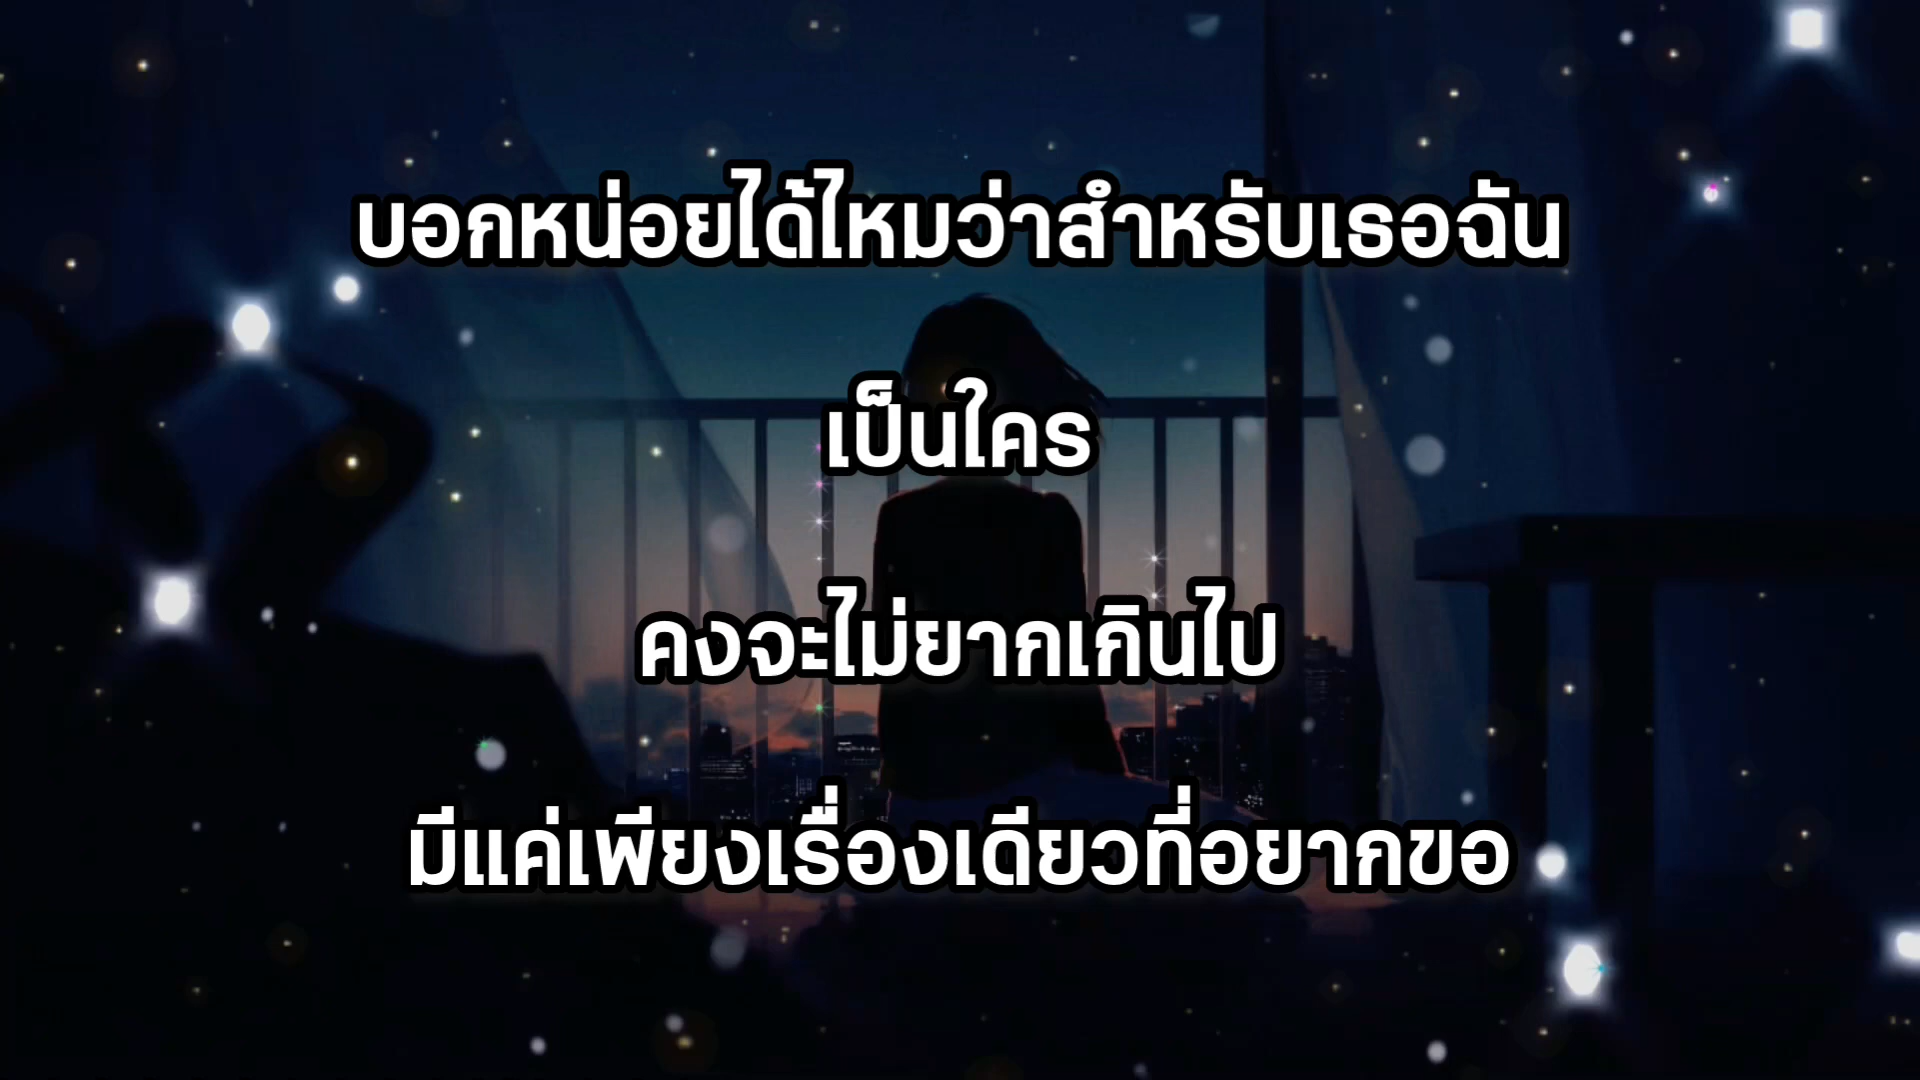 บอกหน่อยได้ไหมว่าสำหรับเธอฉัน
เป็นใคร
คงจะไม่ยากเกินไป
มีแค่เพียงเรื่องเดียวที่อยากขอ